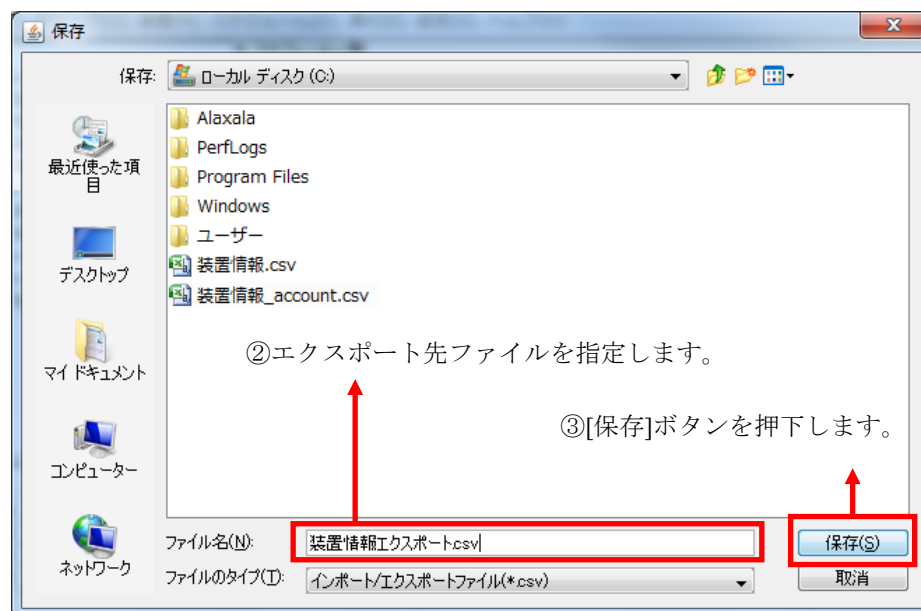 保存
保存:
ローカル ディスク (C:)
Alaxala
PerfLogs
Program Files
Windows
ユーザー
装置情報.csv
装置情報_account.csv
最近使った項
目
デスクトップ
マイ ドキュメント
コンピューター
ネットワーク
②エクスポート先ファイルを指定します。
③[保存]ボタンを押下します。
ファイル名(N):
装置情報エクスポート.csv
保存(S)
ファイルのタイプ(T):
インポート/エクスポートファイル(*.csv)
取消